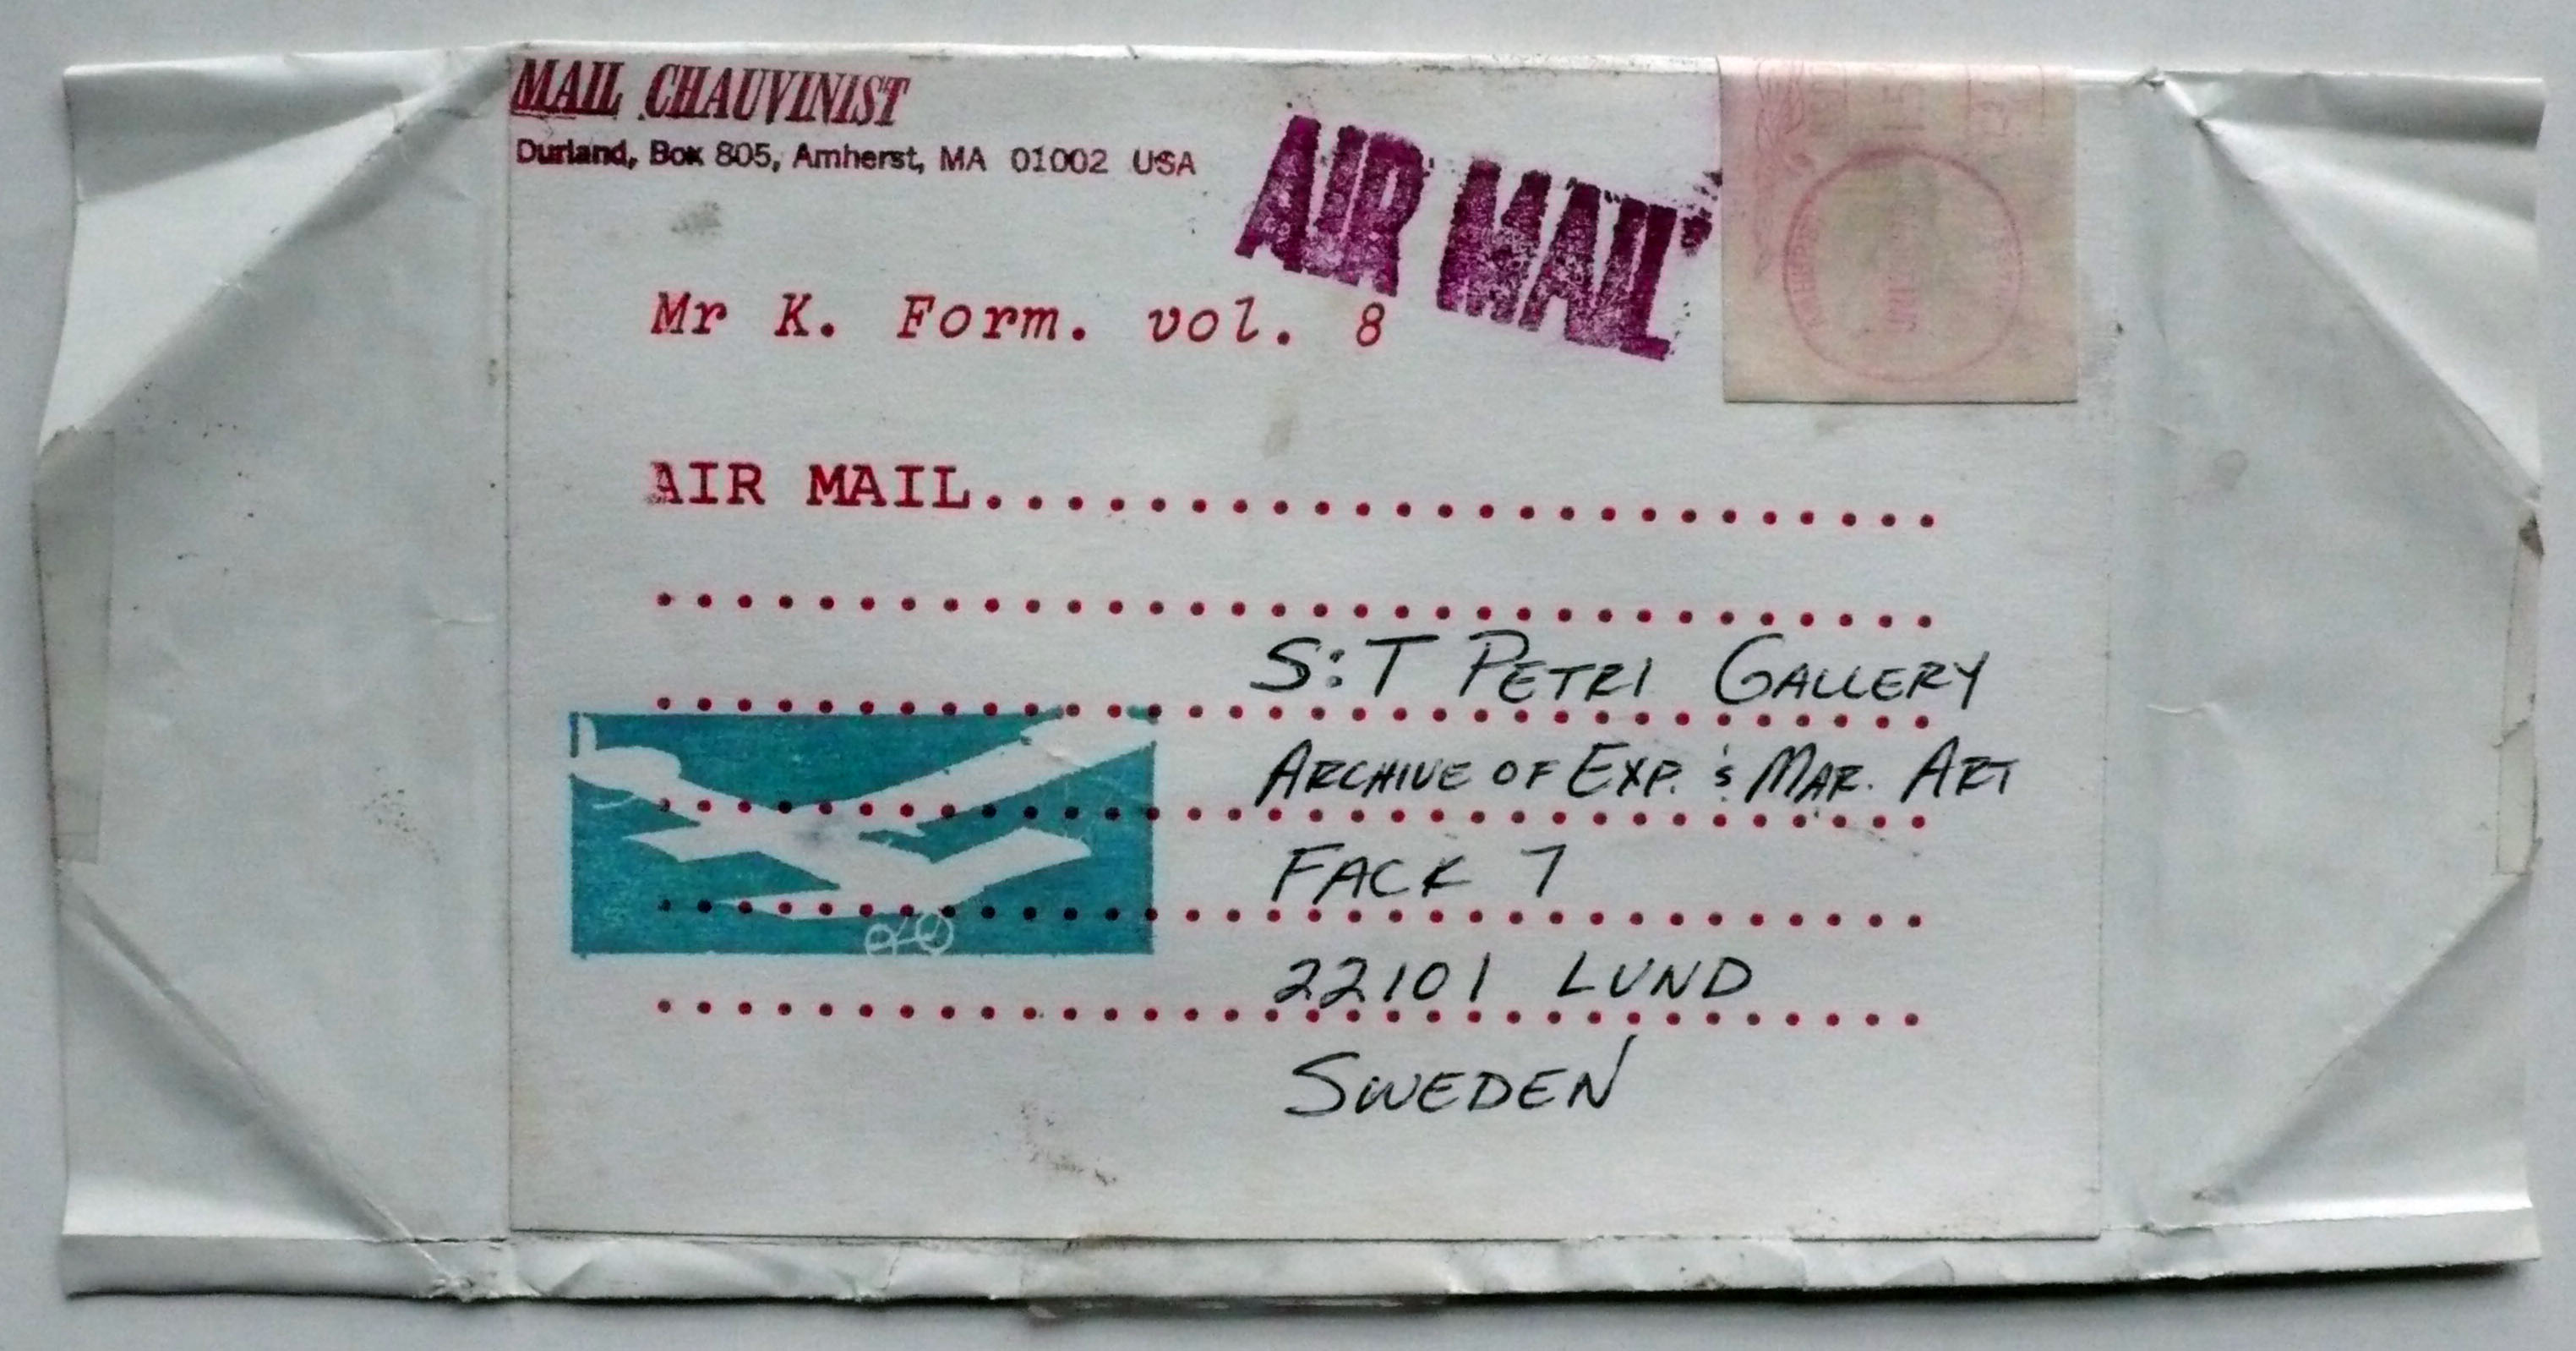 MAIL CHAUVINIST
Durland, Box 805, Amherst, MA 01002 USA
AIR MAIL
Mr K. Form. vol. 8
AIR MAIL...............................
S:T PETRI GALLERY
ARCHIVE OF EXP. & MAR. ART
FACK 7
22101 LUND
SWEDEN